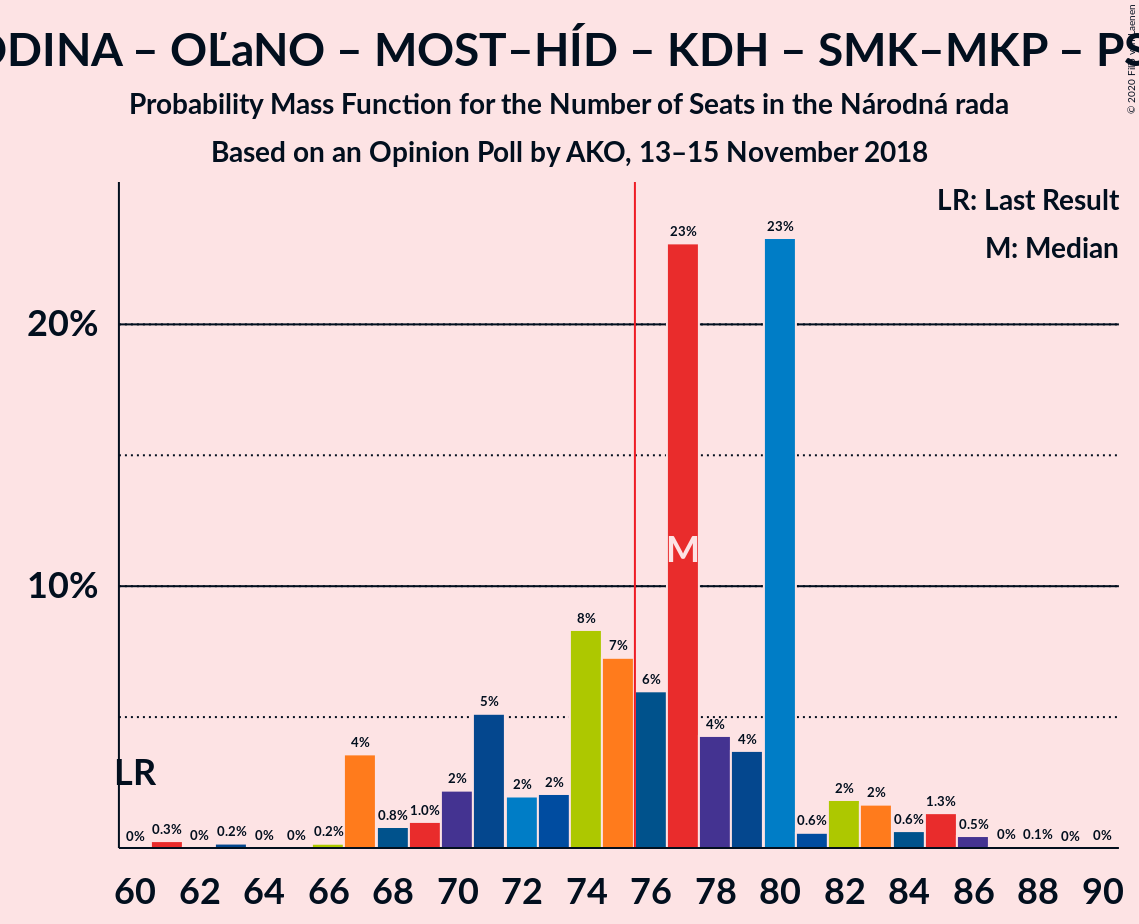 ODINA – OĽaNO – MOST–HÍD – KDH – SMK–MKP – PS
Probability Mass Function for the Number of Seats in the Národná rada
Based on an Opinion Poll by AKO, 13–15 November 2018
LR: Last Result
M: Median
20%
10%
LR
M
0% 0.3% 0% 0.2% 0% 0% 0.2% 4% 0.8% 1.0% 2% 5% 2% 2% 8% 7% 6% 23% 4% 4% 23% 0.6% 2% 2% 0.6% 1.3% 0.5% 0% 0.1% 0% 0%
60 62 64 66 68 70 72 74 76 78 80 82 84 86 88 90